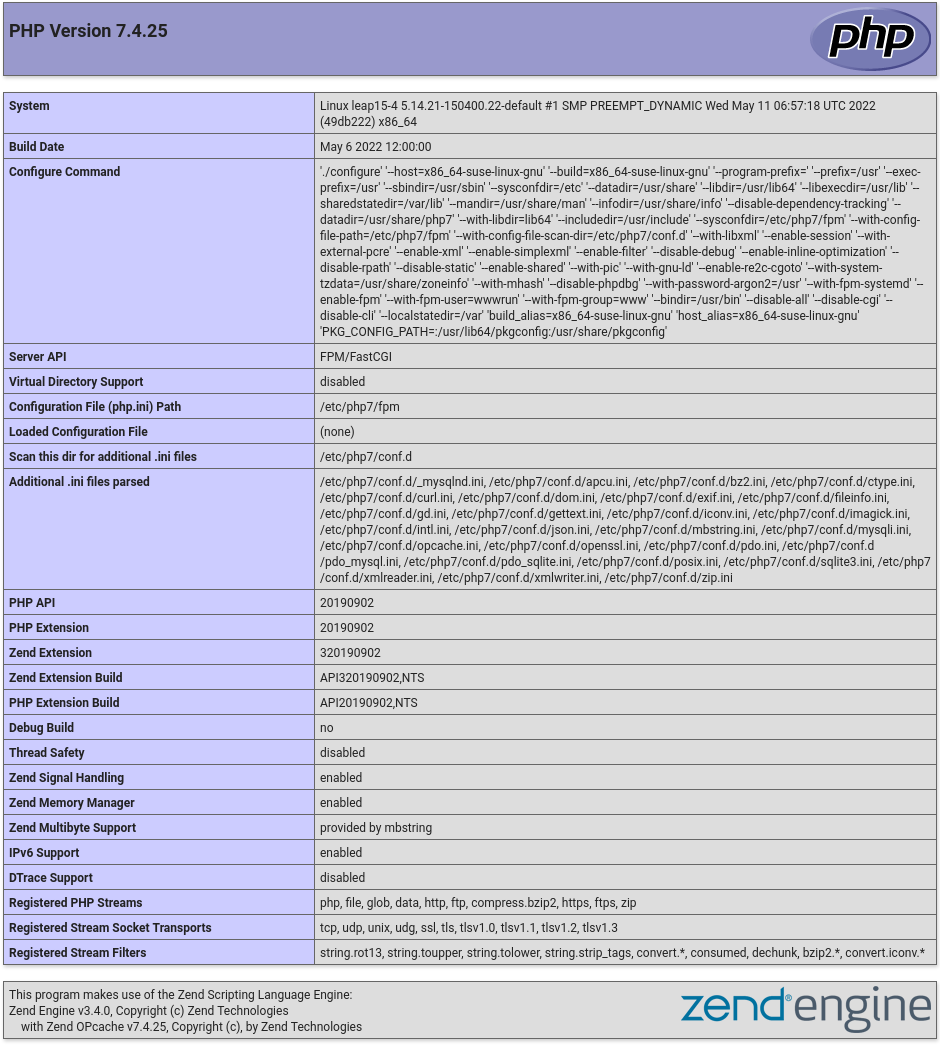 PHP Version 7.4.25
php
System
Linux leap15-4 5.14.21-150400.22-default #1 SMP PREEMPT_DYNAMIC Wed May 11 06:57:18 UTC 2022
(49db222) x86_64
Build Date
May 6 2022 12:00:00
Configure Command
'./configure' '--host=x86_64-suse-linux-gnu' '--build=x86_64-suse-linux-gnu' '--program-prefix=' '--prefix=/usr' '--exec-
prefix=/usr' '--sbindir=/usr/sbin' '--sysconfdir=/etc' '--datadir=/usr/share' '--libdir=/usr/lib64' '--libexecdir=/usr/lib' '--
sharedstatedir=/var/lib' '--mandir=/usr/share/man' '--infodir=/usr/share/info' '--disable-dependency-tracking' '--
datadir=/usr/share/php7' '--with-libdir=lib64' '--includedir=/usr/include' '--sysconfdir=/etc/php7/fpm' '--with-config-
file-path=/etc/php7/fpm' '--with-config-file-scan-dir=/etc/php7/conf.d' '--with-libxml' '--enable-session' '--with-
external-pcre' '--enable-xml' '--enable-simplexml' '--enable-filter' '--disable-debug' '--enable-inline-optimization' '--
disable-rpath' '--disable-static' '--enable-shared' '--with-pic' '--with-gnu-ld' '--enable-re2c-cgoto' '--with-system-
tzdata=/usr/share/zoneinfo' '--with-mhash' '--disable-phpdbg' '--with-password-argon2=/usr' '--with-fpm-systemd' '--
enable-fpm' '--with-fpm-user=wwwrun' '--with-fpm-group=www' '--bindir=/usr/bin' '--disable-all' '--disable-cgi' '--
disable-cli' '--localstatedir=/var' 'build_alias=x86_64-suse-linux-gnu' 'host_alias=x86_64-suse-linux-gnu'
'PKG_CONFIG_PATH=:/usr/lib64/pkgconfig:/usr/share/pkgconfig'
Server API
FPM/FastCGI
Virtual Directory Support
disabled
Configuration File (php.ini) Path
/etc/php7/fpm
Loaded Configuration File
(none)
Scan this dir for additional .ini files
/etc/php7/conf.d
Additional .ini files parsed
/etc/php7/conf.d/_mysqlnd.ini, /etc/php7/conf.d/apcu.ini, /etc/php7/conf.d/bz2.ini, /etc/php7/conf.d/ctype.ini,
/etc/php7/conf.d/curl.ini, /etc/php7/conf.d/dom.ini, /etc/php7/conf.d/exif.ini, /etc/php7/conf.d/fileinfo.ini,
/etc/php7/conf.d/gd.ini, /etc/php7/conf.d/gettext.ini, /etc/php7/conf.d/iconv.ini, /etc/php7/conf.d/imagick.ini,
/etc/php7/conf.d/intl.ini, /etc/php7/conf.d/json.ini, /etc/php7/conf.d/mbstring.ini, /etc/php7/conf.d/mysqli.ini,
/etc/php7/conf.d/opcache.ini, /etc/php7/conf.d/openssl.ini, /etc/php7/conf.d/pdo.ini, /etc/php7/conf.d
/pdo_mysql.ini, /etc/php7/conf.d/pdo_sqlite.ini, /etc/php7/conf.d/posix.ini, /etc/php7/conf.d/sqlite3.ini, /etc/php7
/conf.d/xmlreader.ini, /etc/php7/conf.d/xmlwriter.ini, /etc/php7/conf.d/zip.ini
PHP API
20190902
PHP Extension
20190902
Zend Extension
320190902
Zend Extension Build
API320190902,NTS
PHP Extension Build
API20190902,NTS
Debug Build
no
Thread Safety
disabled
Zend Signal Handling
enabled
Zend Memory Manager
enabled
Zend Multibyte Support
provided by mbstring
IPv6 Support
enabled
DTrace Support
disabled
Registered PHP Streams
php, file, glob, data, http, ftp, compress.bzip2, https, ftps, zip
Registered Stream Socket Transports
tcp, udp, unix, udg, ssl, tls, tlsv1.0, tlsv1.1, tlsv1.2, tlsv1.3
Registered Stream Filters
string.rot13, string.toupper, string.tolower, string.strip_tags, convert.*, consumed, dechunk, bzip2.*, convert.iconv.*
This program makes use of the Zend Scripting Language Engine:
Zend Engine v3.4.0, Copyright (c) Zend Technologies
with Zend OPcache v7.4.25, Copyright (c), by Zend Technologies
zend®engine